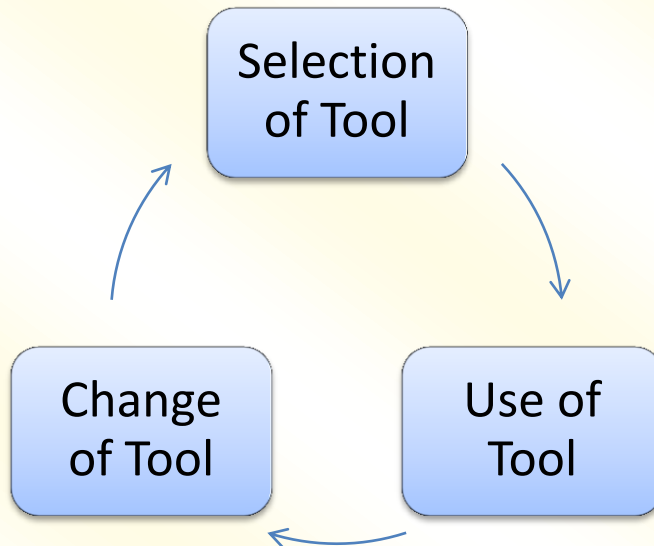 Selection
of Tool
Change
of Tool
Use of
Tool